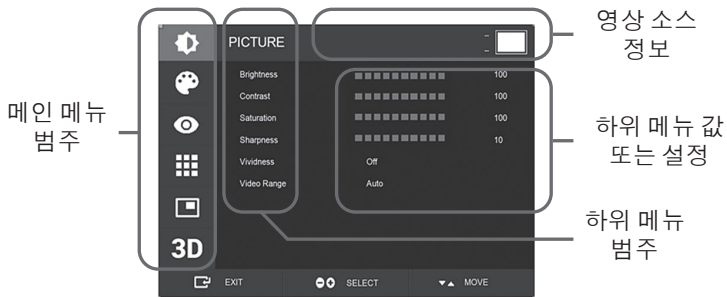 영상 소스
정보
PICTURE
Brightness 100
Contrast 100
Saturation 100
Sharpness 10
Vividness Off
Video Range Auto
3D
EXIT SELECT MOVE
메인 메뉴
범주
하위 메뉴 값
또는 설정
하위 메뉴
범주